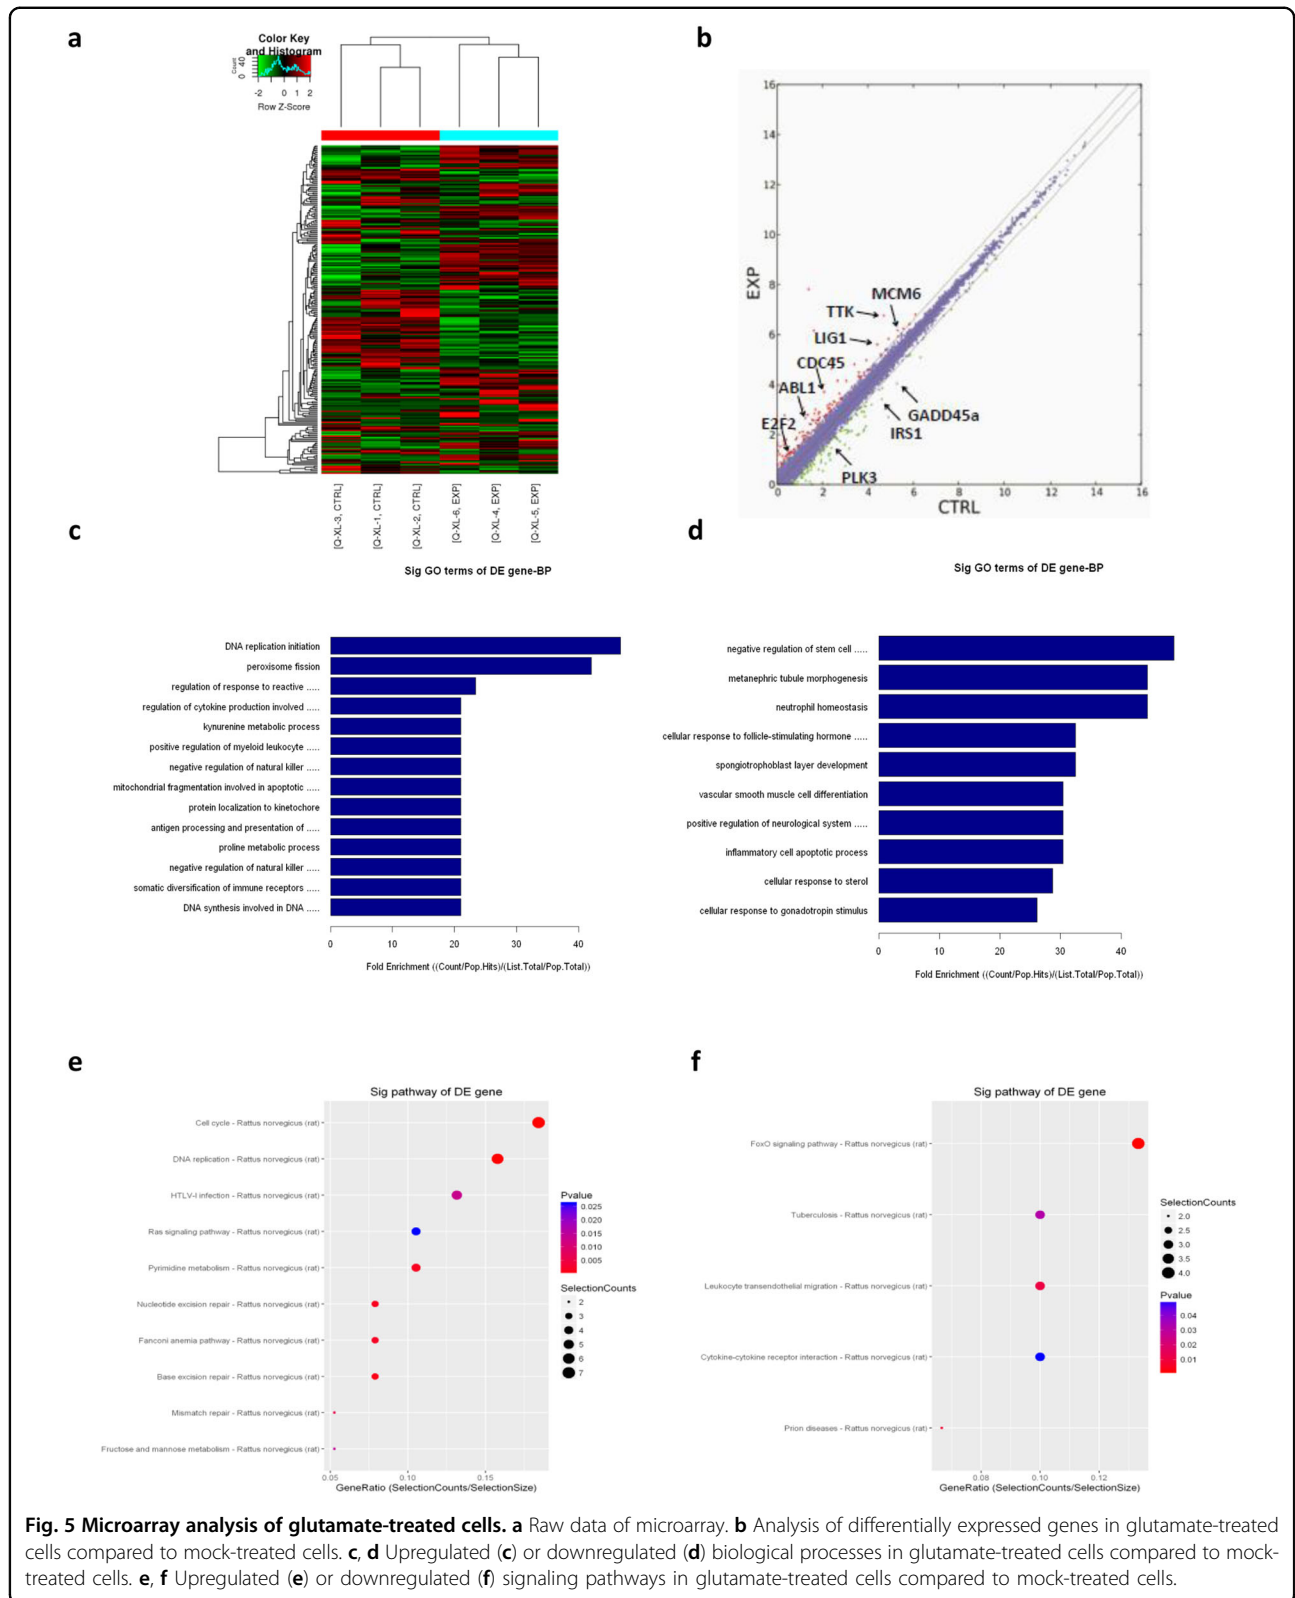 a
Color Key
and Histogram
Count
0 40
-2 0 1 2
Row Z-Score
[Q-XL-3, CTRL]
[Q-XL-1, CTRL]
[Q-XL-2, CTRL]
[Q-XL-6, EXP]
[Q-XL-4, EXP]
[Q-XL-5, EXP]
b
16
14
12
10
8
6
4
2
0
EXP
MCM6
TTK
LIG1
CDC45
ABL1
E2F2
GADD45a
IRS1
PLK3
0 2 4 6 8 10 12 14 16
CTRL
c
Sig GO terms of DE gene-BP
DNA replication initiation
peroxisome fission
regulation of response to reactive .....
regulation of cytokine production involved .....
kynurenine metabolic process
positive regulation of myeloid leukocyte .....
negative regulation of natural killer .....
mitochondrial fragmentation involved in apoptotic .....
protein localization to kinetochore
antigen processing and presentation of .....
proline metabolic process
negative regulation of natural killer .....
somatic diversification of immune receptors .....
DNA synthesis involved in DNA .....
0 10 20 30 40
Fold Enrichment ((Count/Pop.Hits)/(List.Total/Pop.Total))
d
Sig GO terms of DE gene-BP
negative regulation of stem cell .....
metanephric tubule morphogenesis
neutrophil homeostasis
cellular response to follicle-stimulating hormone .....
spongiotrophoblast layer development
vascular smooth muscle cell differentiation
positive regulation of neurological system .....
inflammatory cell apoptotic process
cellular response to sterol
cellular response to gonadotropin stimulus
0 10 20 30 40
Fold Enrichment ((Count/Pop.Hits)/(List.Total/Pop.Total))
e
Sig pathway of DE gene
Cell cycle - Rattus norvegicus (rat)
DNA replication - Rattus norvegicus (rat)
HTLV-I infection - Rattus norvegicus (rat)
Ras signaling pathway - Rattus norvegicus (rat)
Pyrimidine metabolism - Rattus norvegicus (rat)
Nucleotide excision repair - Rattus norvegicus (rat)
Fanconi anemia pathway - Rattus norvegicus (rat)
Base excision repair - Rattus norvegicus (rat)
Mismatch repair - Rattus norvegicus (rat)
Fructose and mannose metabolism - Rattus norvegicus (rat)
0.05 0.10 0.15
GeneRatio (SelectionCounts/SelectionSize)
Pvalue
0.025
0.020
0.015
0.010
0.005
SelectionCounts
2
3
4
5
6
7
f
Sig pathway of DE gene
FoxO signaling pathway - Rattus norvegicus (rat)
Tuberculosis - Rattus norvegicus (rat)
Leukocyte transendothelial migration - Rattus norvegicus (rat)
Cytokine-cytokine receptor interaction - Rattus norvegicus (rat)
Prion diseases - Rattus norvegicus (rat)
0.08 0.10 0.12
GeneRatio (SelectionCounts/SelectionSize)
SelectionCounts
2.0
2.5
3.0
3.5
4.0
Pvalue
0.04
0.03
0.02
0.01
Fig. 5 Microarray analysis of glutamate-treated cells. a Raw data of microarray. b Analysis of differentially expressed genes in glutamate-treated
cells compared to mock-treated cells. c, d Upregulated (c) or downregulated (d) biological processes in glutamate-treated cells compared to mock-
treated cells. e, f Upregulated (e) or downregulated (f) signaling pathways in glutamate-treated cells compared to mock-treated cells.